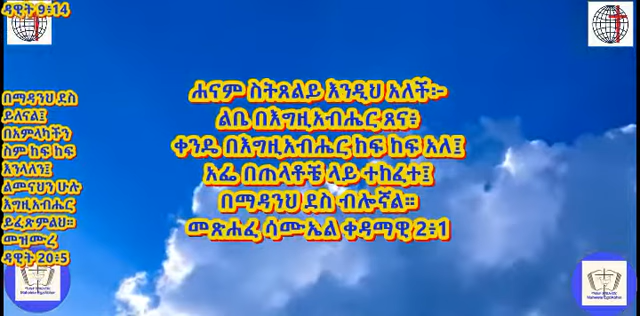 ዳዊት 9፥14
በማዳንህ ደስ
ይለናል፤
በአምላካችን
ስም ከፍ ከፍ
እንላለን፤
ልመናህን ሁሉ
እግዚአብሔር
ይፈጽምልህ።
መዝሙረ
ዳዊት 20፥5
ሐናም ስትጸልይ እንዲህ አለች፦
ልቤ በእግዚአብሔር ጸና፥
ቀንዴ በእግዚአብሔር ከፍ ከፍ አለ፤
አፌ በጠላቶቼ ላይ ተከፈተ፤
በማዳንህ ደስ ብሎኛል።
መጽሐፈ ሳሙኤል ቀዳማዊ 2፥1